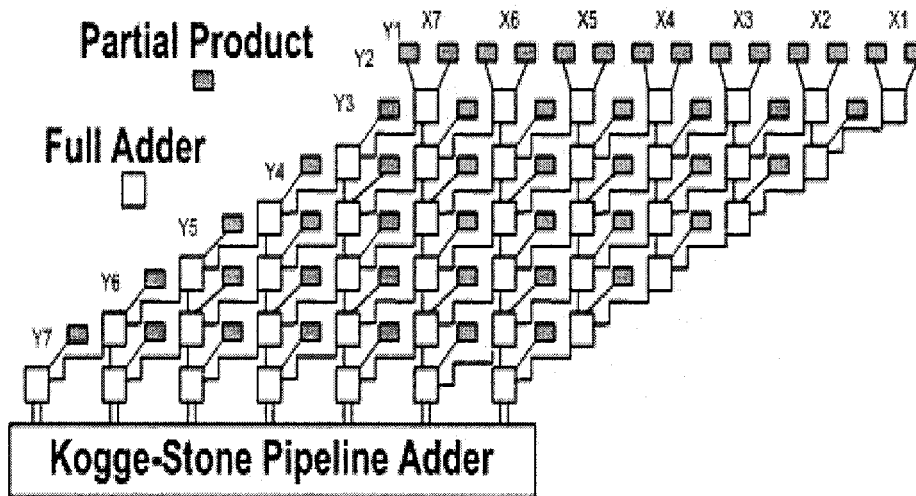 Partial Product
Y1 X7 X6 X5 X4 X3 X2 X1
Y2
Y3
Full Adder
Y4
Y5
Y6
Y7
Kogge-Stone Pipeline Adder